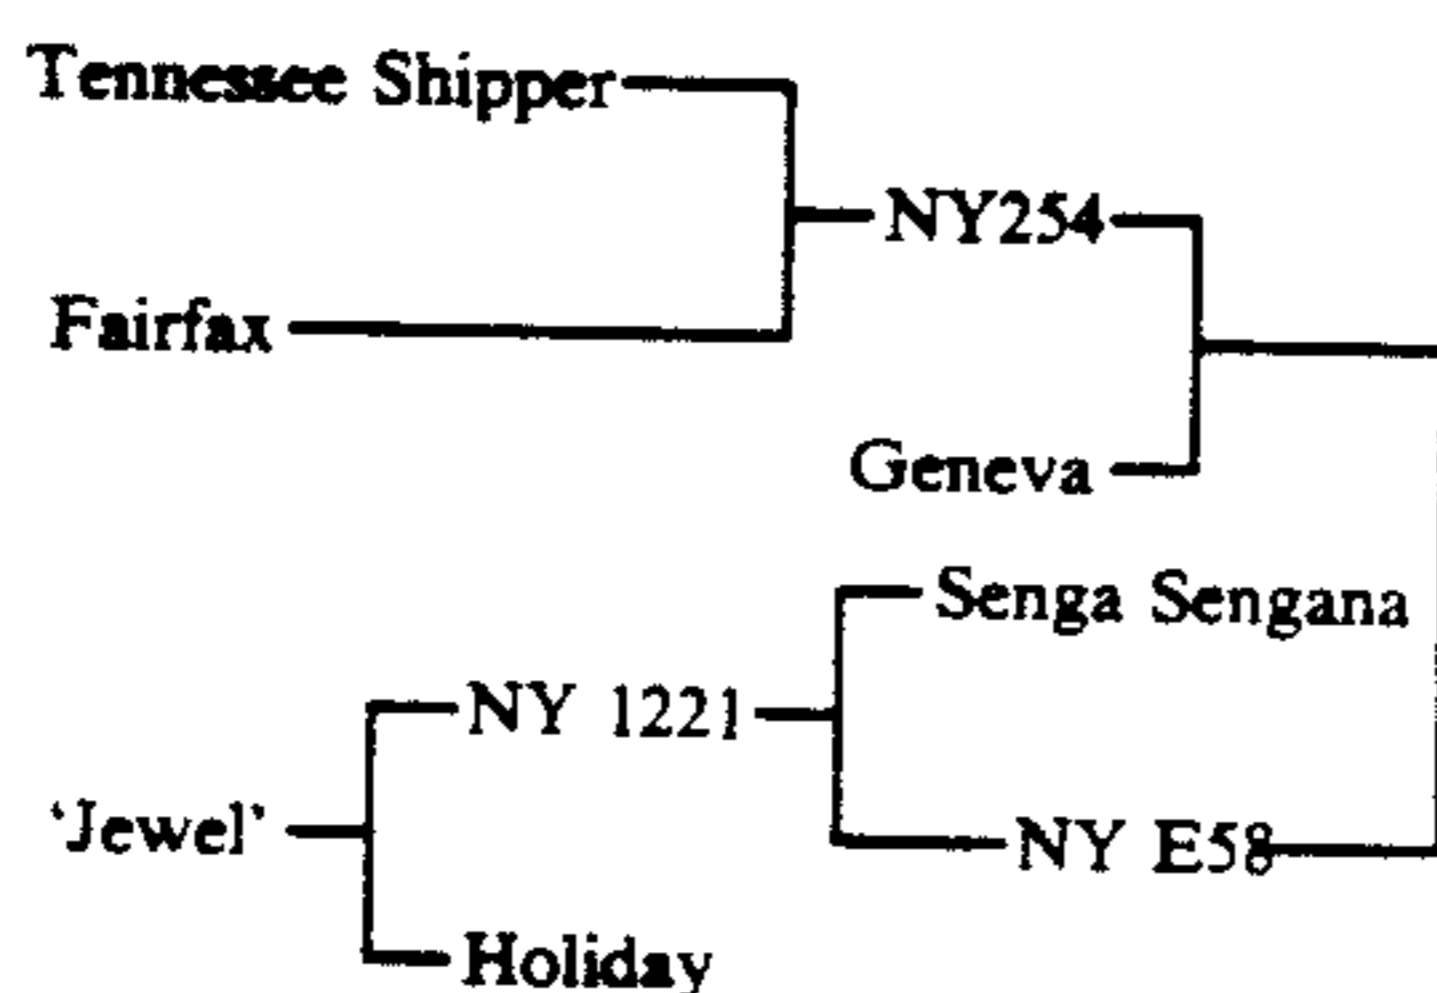 Tennessee Shipper
NY254
Fairfax
Geneva
Senga Sengana
NY 1221
'Jewel'
NY E58
Holiday